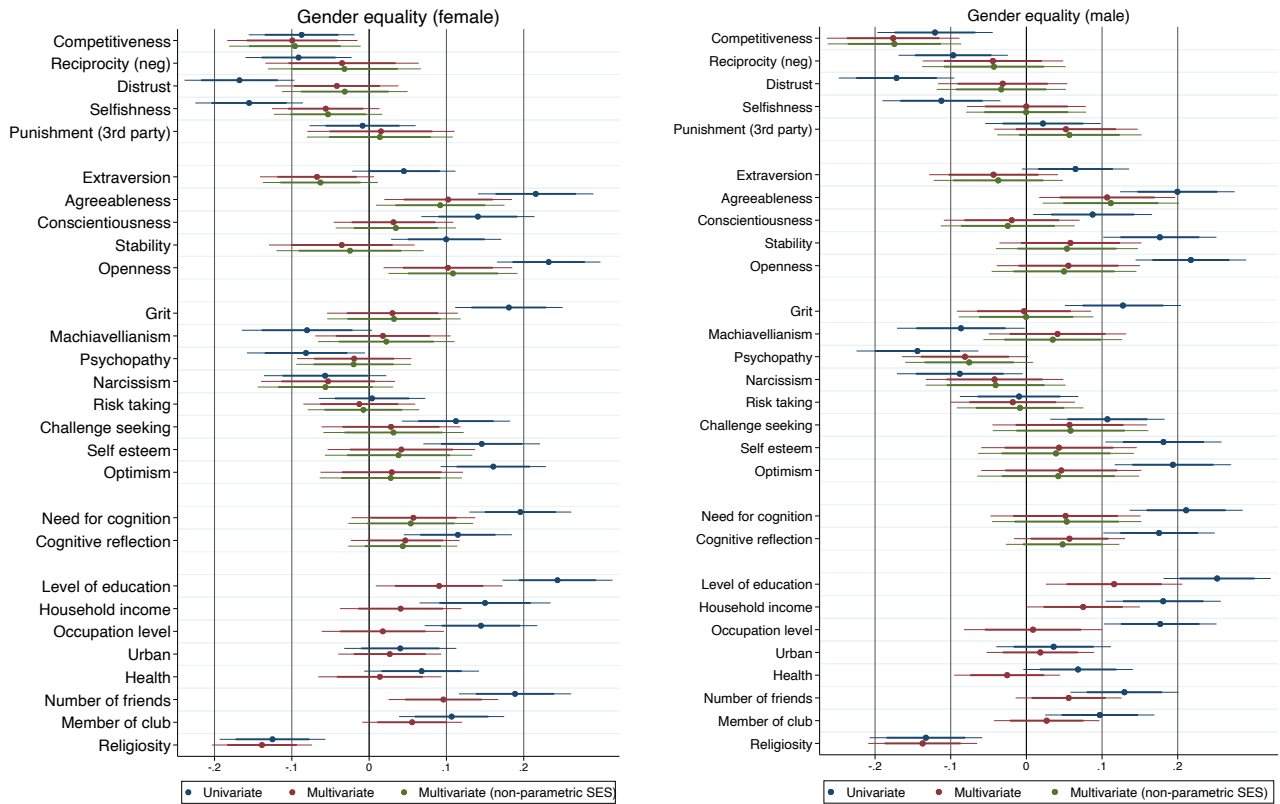 Gender equality (female)
Competitiveness
Reciprocity (neg)
Distrust
Selfishness
Punishment (3rd party)
Extraversion
Agreeableness
Conscientiousness
Stability
Openness
Grit
Machiavellianism
Psychopathy
Narcissism
Risk taking
Challenge seeking
Self esteem
Optimism
Need for cognition
Cognitive reflection
Level of education
Household income
Occupation level
Urban
Health
Number of friends
Member of club
Religiosity
-.2 -.1 0 .1 .2
Univariate Multivariate Multivariate (non-parametric SES)
Gender equality (male)
Competitiveness
Reciprocity (neg)
Distrust
Selfishness
Punishment (3rd party)
Extraversion
Agreeableness
Conscientiousness
Stability
Openness
Grit
Machiavellianism
Psychopathy
Narcissism
Risk taking
Challenge seeking
Self esteem
Optimism
Need for cognition
Cognitive reflection
Level of education
Household income
Occupation level
Urban
Health
Number of friends
Member of club
Religiosity
-.2 -.1 0 .1 .2
Univariate Multivariate Multivariate (non-parametric SES)